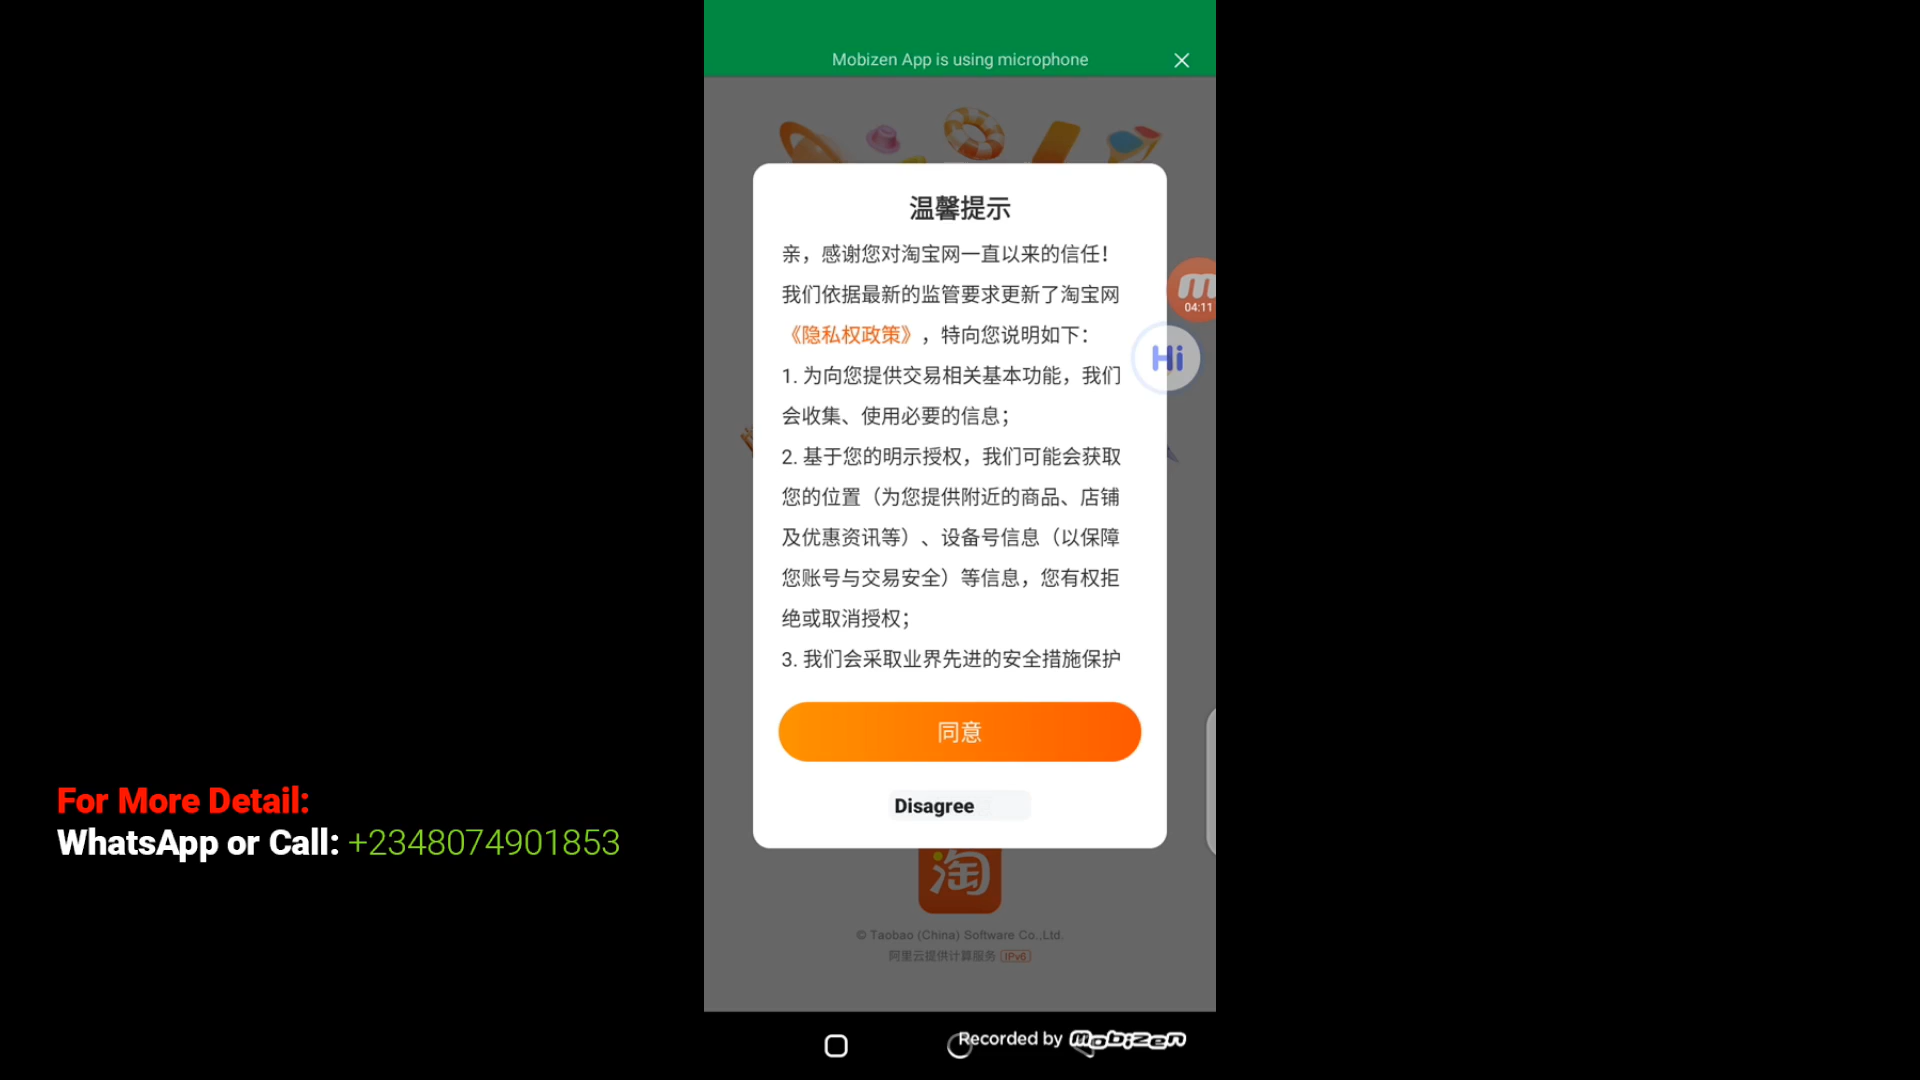 Mobizen App is using microphone
温馨提示
亲，感谢您对淘宝网一直以来的信任！
我们依据最新的监管要求更新了淘宝网
《隐私权政策》，特向您说明如下：
1. 为向您提供交易相关基本功能，我们
会收集、使用必要的信息；
2. 基于您的明示授权，我们可能会获取
您的位置（为您提供附近的商品、店铺
及优惠资讯等）、设备号信息（以保障
您账号与交易安全）等信息，您有权拒
绝或取消授权；
3. 我们会采取业界先进的安全措施保护
04:11
Hi
同意
Disagree
For More Detail:
WhatsApp or Call: +2348074901853
淘
© Taobao (China) Software Co.,Ltd.
阿里云提供计算服务 IPv6
Recorded by mobizen